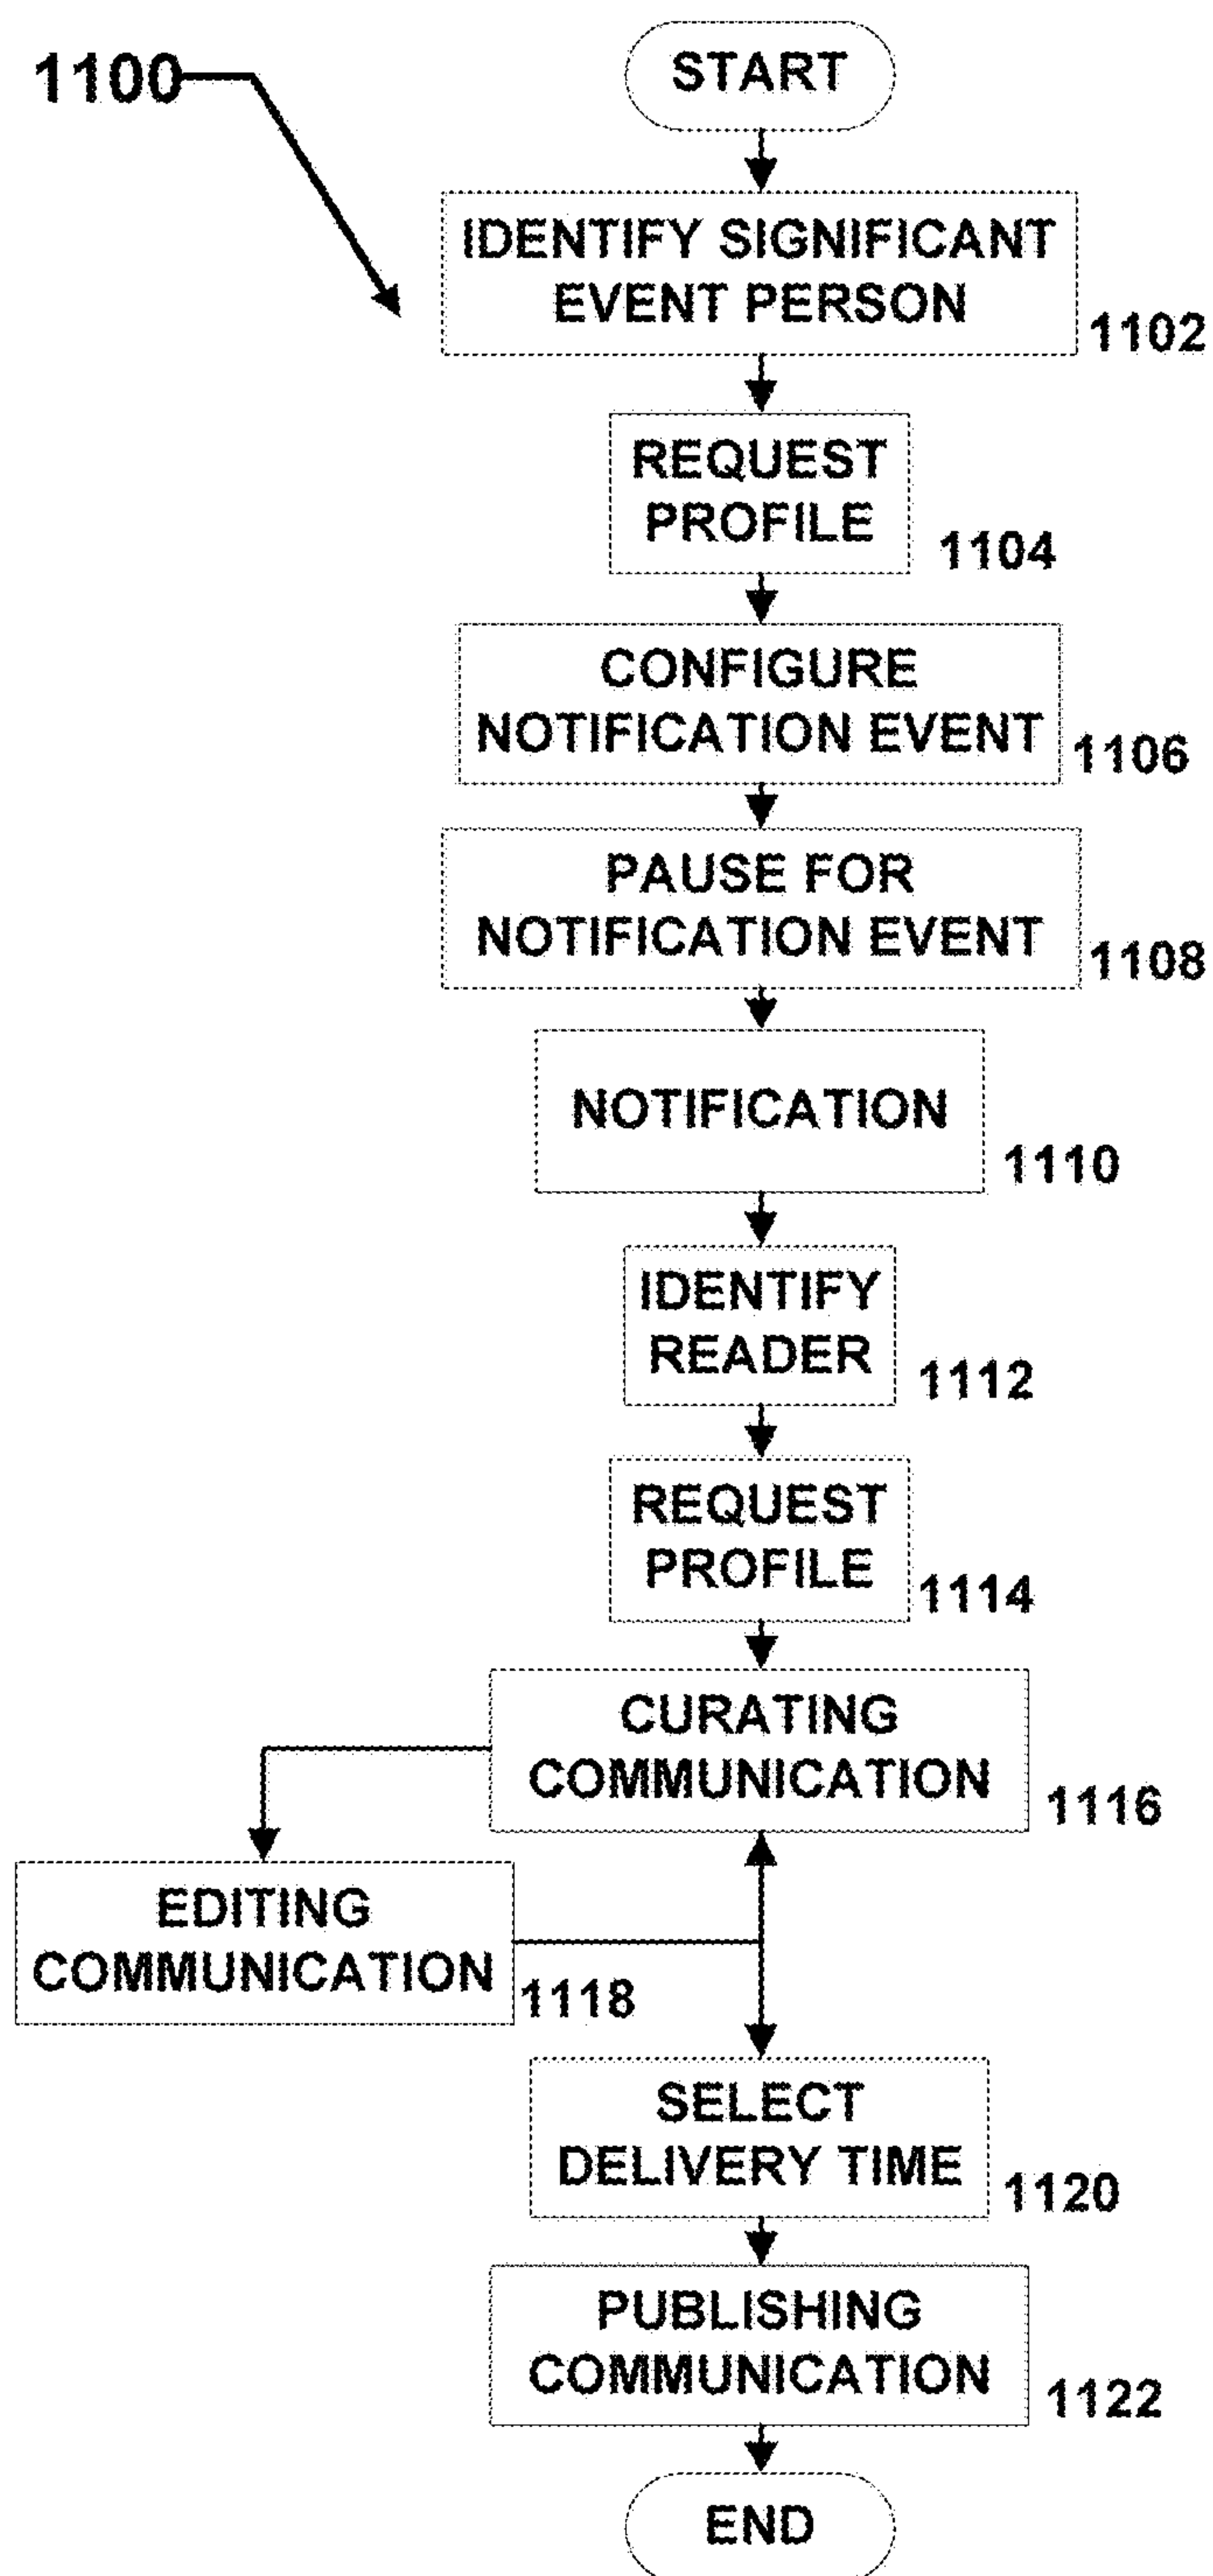 1100
START
IDENTIFY SIGNIFICANT
EVENT PERSON
1102
REQUEST
PROFILE
1104
CONFIGURE
NOTIFICATION EVENT
1106
PAUSE FOR
NOTIFICATION EVENT
1108
NOTIFICATION
1110
IDENTIFY
READER
1112
REQUEST
PROFILE
1114
CURATING
COMMUNICATION
1116
EDITING
COMMUNICATION
1118
SELECT
DELIVERY TIME
1120
PUBLISHING
COMMUNICATION
1122
END